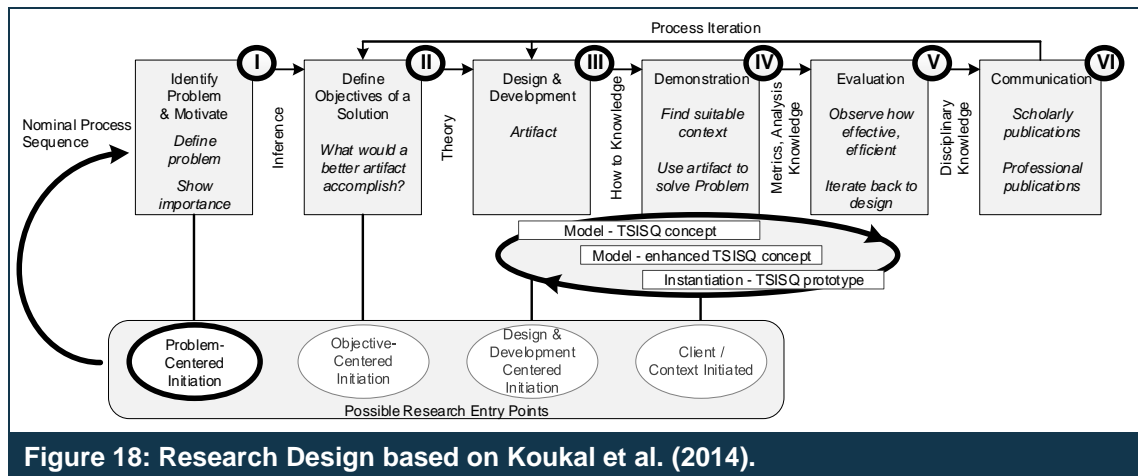 Process Iteration
Nominal Process
Sequence
I
Identify
Problem
& Motivate
Define
problem
Show
importance
Inference
II
Define
Objectives of a
Solution
What would a
better artifact
accomplish?
Theory
III
Design &
Development
Artifact
How to Knowledge
IV
Demonstration
Find suitable
context
Use artifact to
solve Problem
Metrics, Analysis
Knowledge
V
Evaluation
Observe how
effective,
efficient
Iterate back to
design
Disciplinary
Knowledge
VI
Communication
Scholarly
publications
Professional
publications
Model - TSISQ concept
Model - enhanced TSISQ concept
Instantiation - TSISQ prototype
Problem-
Centered
Initiation
Objective-
Centered
Initiation
Design &
Development
Centered
Initiation
Client /
Context Initiated
Possible Research Entry Points
Figure 18: Research Design based on Koukal et al. (2014).